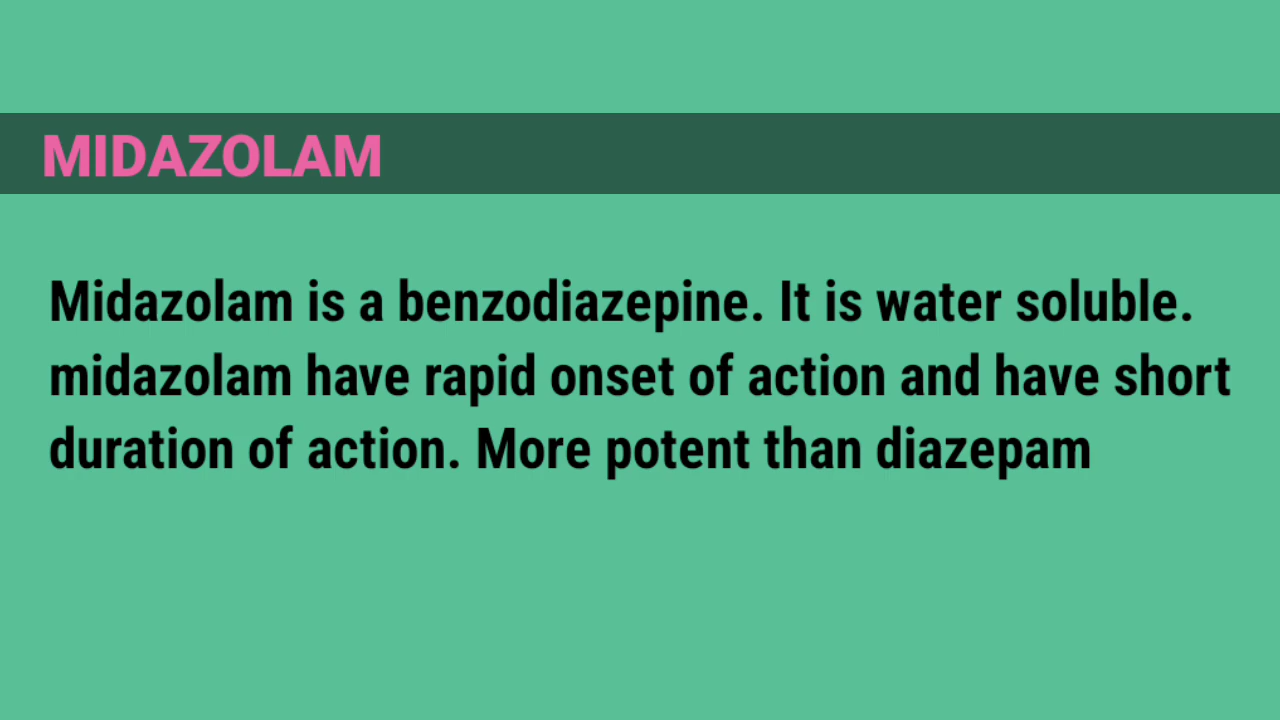 MIDAZOLAM
Midazolam is a benzodiazepine. It is water soluble.
midazolam have rapid onset of action and have short
duration of action. More potent than diazepam